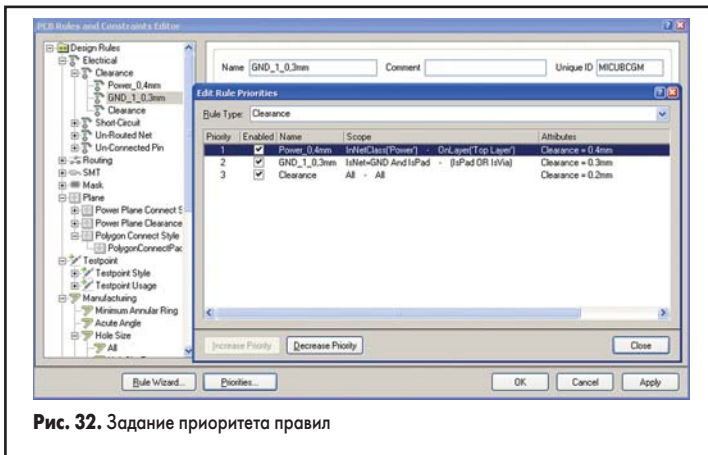 PCB Rules and Constraints Editor
Design Rules
Electrical
Clearance
Power_0,4mm
GND_1_0,3mm
Clearance
Short-Circuit
Un-Routed Net
Un-Connected Pin
Routing
SMT
Mask
Plane
Power Plane Connect S
Power Plane Clearance
Polygon Connect Style
PolygonConnectPac
Testpoint
Testpoint Style
Testpoint Usage
Manufacturing
Minimum Annular Ring
Acute Angle
Hole Size
All
Name GND_1_0,3mm Comment Unique ID MICUBCGM
Edit Rule Priorities
Rule Type: Clearance
Priority Enabled Name Scope Attributes
1 Power_0,4mm InNetClass('Power') - OnLayer('Top Layer') Clearance = 0.4mm
2 GND_1_0,3mm IsNet=GND And IsPad - (IsPad OR IsVia) Clearance = 0.3mm
3 Clearance All - All Clearance = 0.2mm
Increase Priority Decrease Priority Close
Rule Wizard... Priorities... OK Cancel Apply
Рис. 32. Задание приоритета правил